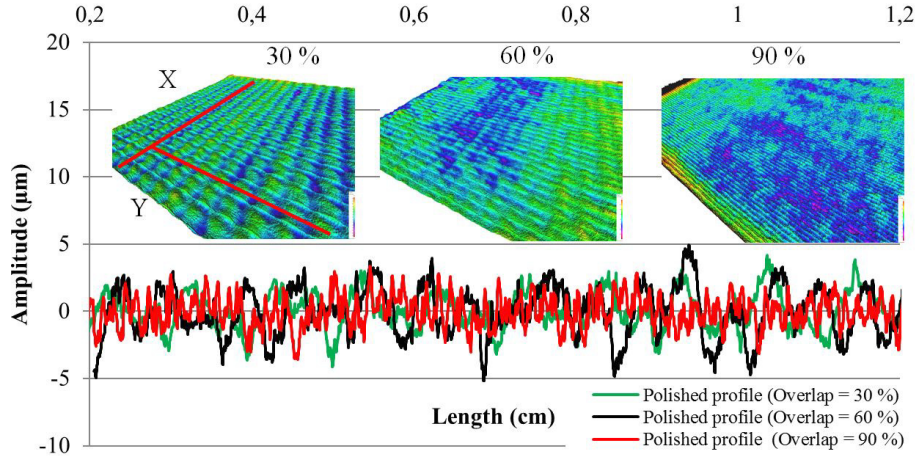 0,2 0,4 0,6 0,8 1 1,2
20
15
10
5
0
-5
-10
Amplitude (μm)
30 % 60 % 90 %
X
Y
Length (cm)
Polished profile (Overlap = 30 %)
Polished profile (Overlap = 60 %)
Polished profile (Overlap = 90 %)